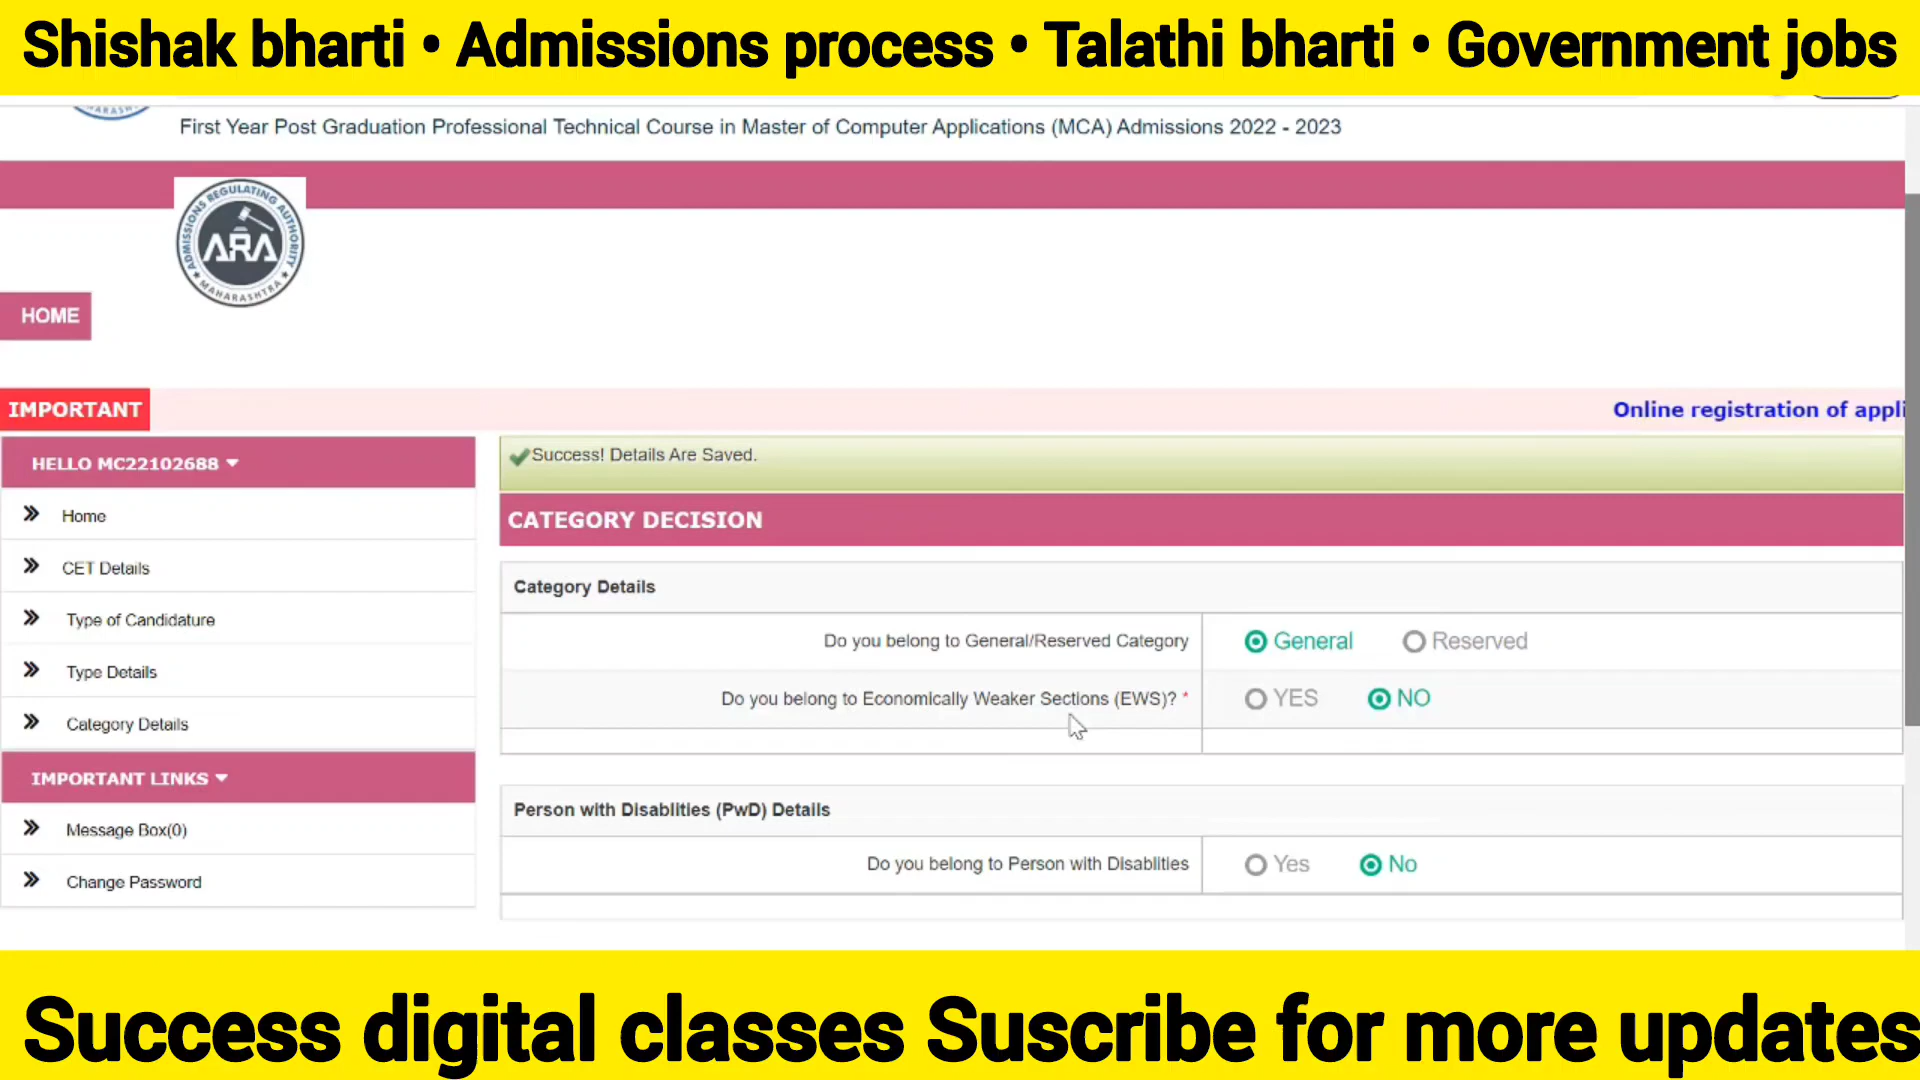 Shishak bharti • Admissions process • Talathi bharti • Government jobs
First Year Post Graduation Professional Technical Course in Master of Computer Applications (MCA) Admissions 2022 - 2023
ADMISSIONS REGULATING AUTHORITY
ARA
MAHARASHTRA
HOME
IMPORTANT
Online registration of appli
HELLO MC22102688
Success! Details Are Saved.
Home
CATEGORY DECISION
CET Details
Category Details
Type of Candidature
Do you belong to General/Reserved Category General Reserved
Type Details
Do you belong to Economically Weaker Sections (EWS)? * YES NO
Category Details
IMPORTANT LINKS
Person with Disablities (PwD) Details
Message Box(0)
Do you belong to Person with Disablities Yes No
Change Password
Success digital classes Suscribe for more updates